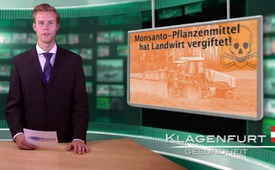 Monsanto-Pflanzenmittel
hat Landwirt vergiftet!
KLAGENFURT
GESUNDHEIT